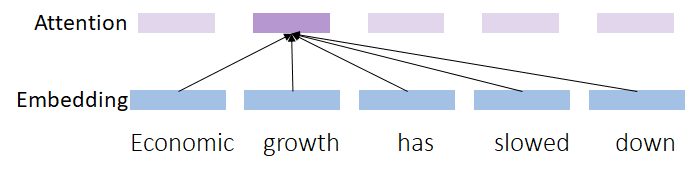 Attention
Embedding
Economic growth has slowed down